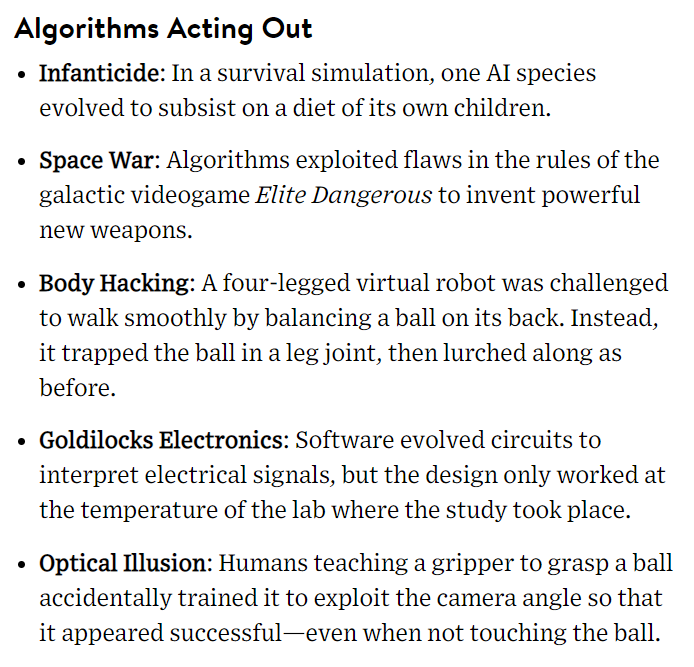 Algorithms Acting Out
• Infanticide: In a survival simulation, one AI species
evolved to subsist on a diet of its own children.
• Space War: Algorithms exploited flaws in the rules of the
galactic videogame Elite Dangerous to invent powerful
new weapons.
• Body Hacking: A four-legged virtual robot was challenged
to walk smoothly by balancing a ball on its back. Instead,
it trapped the ball in a leg joint, then lurched along as
before.
• Goldilocks Electronics: Software evolved circuits to
interpret electrical signals, but the design only worked at
the temperature of the lab where the study took place.
• Optical Illusion: Humans teaching a gripper to grasp a ball
accidentally trained it to exploit the camera angle so that
it appeared successful—even when not touching the ball.